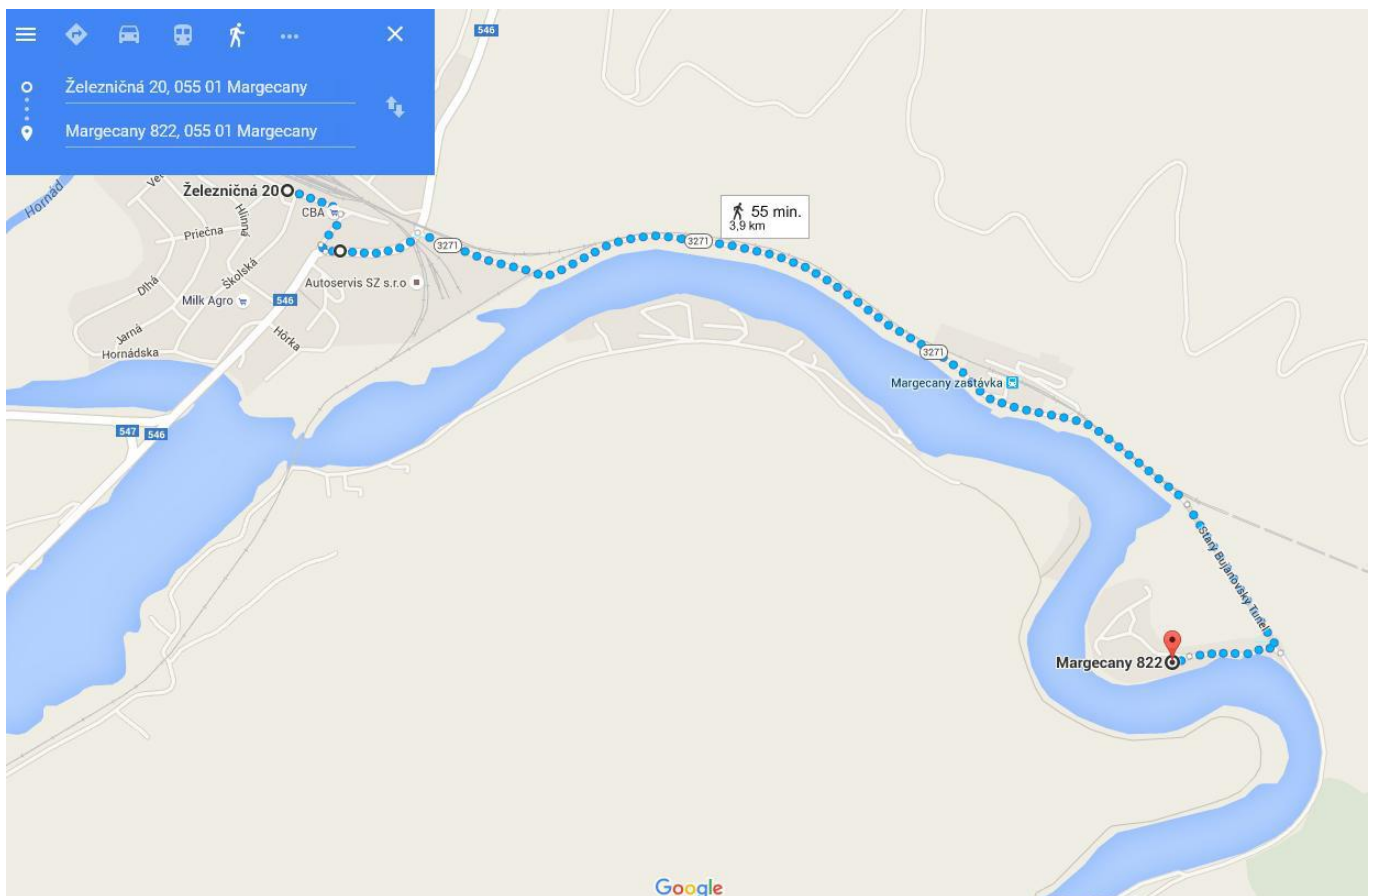 546
Železničná 20, 055 01 Margecany
Margecany 822, 055 01 Margecany
Hornád
Železničná 20
CBA
Hlinná
Priečna
55 min.
3,9 km
3271
3271
Školská
Autoservis SZ s.r.o
Dlhá
Milk Agro
546
Jarná
Hôrka
Hornádska
3271
Margecany zastávka
547
546
Starý Bujanovský Tunel
Margecany 822
Google